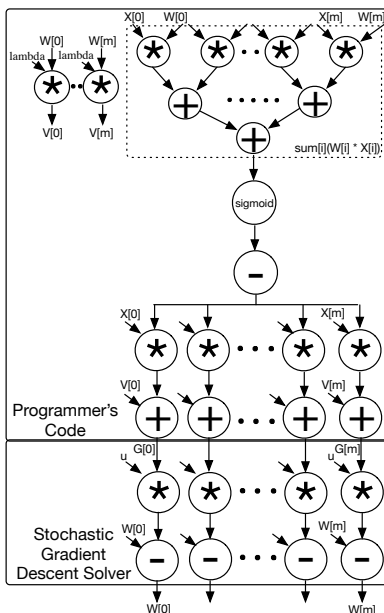 X[0] W[0] X[m] W[m]
W[0] W[m]
lambda lambda
* * * * * *
V[0] V[m]
+ +
+
sum[i](W[i] * X[i])
sigmoid
-
X[0] X[m]
* * * *
V[0] V[m]
+ + + +
Programmer's
Code
G[0] G[m]
u u
* * * *
W[0] W[m]
- - - -
Stochastic
Gradient
Descent Solver
W[0] W[m]